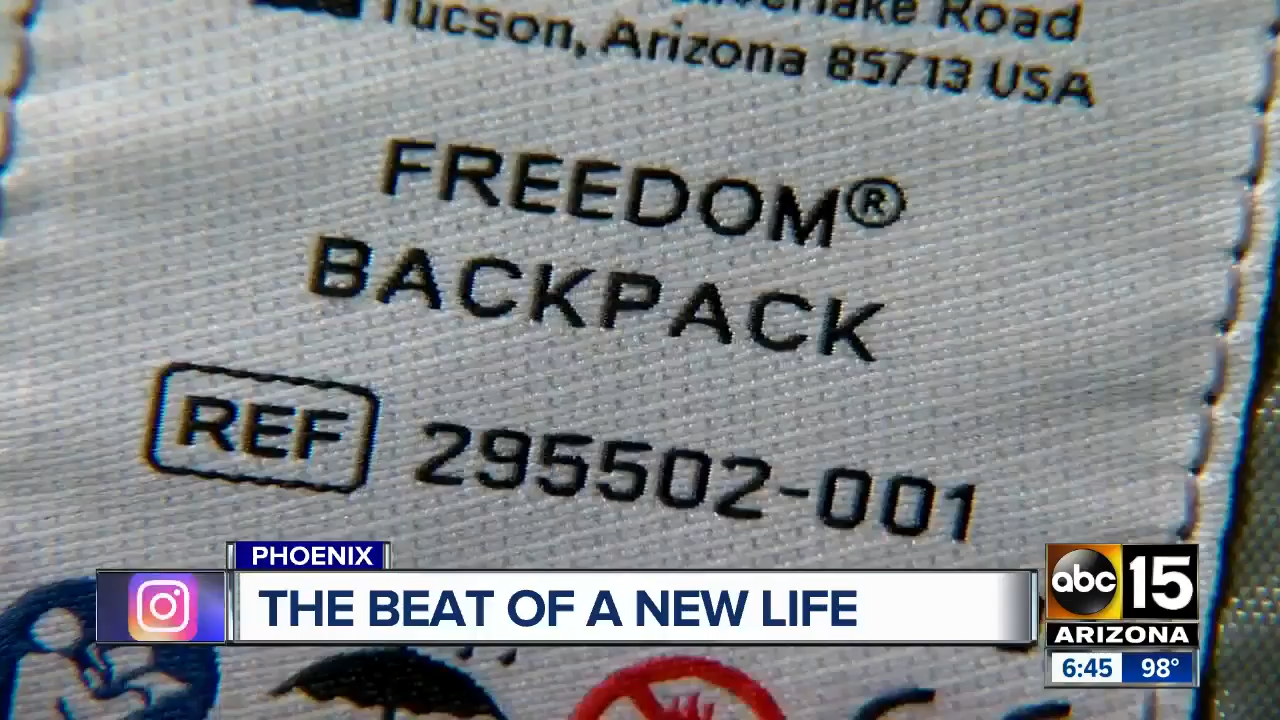 Road
Tucson, Arizona 85713 USA
FREEDOM®
BACKPACK
REF 295502-001
PHOENIX
THE BEAT OF A NEW LIFE
abc 15
ARIZONA
6:45 98°